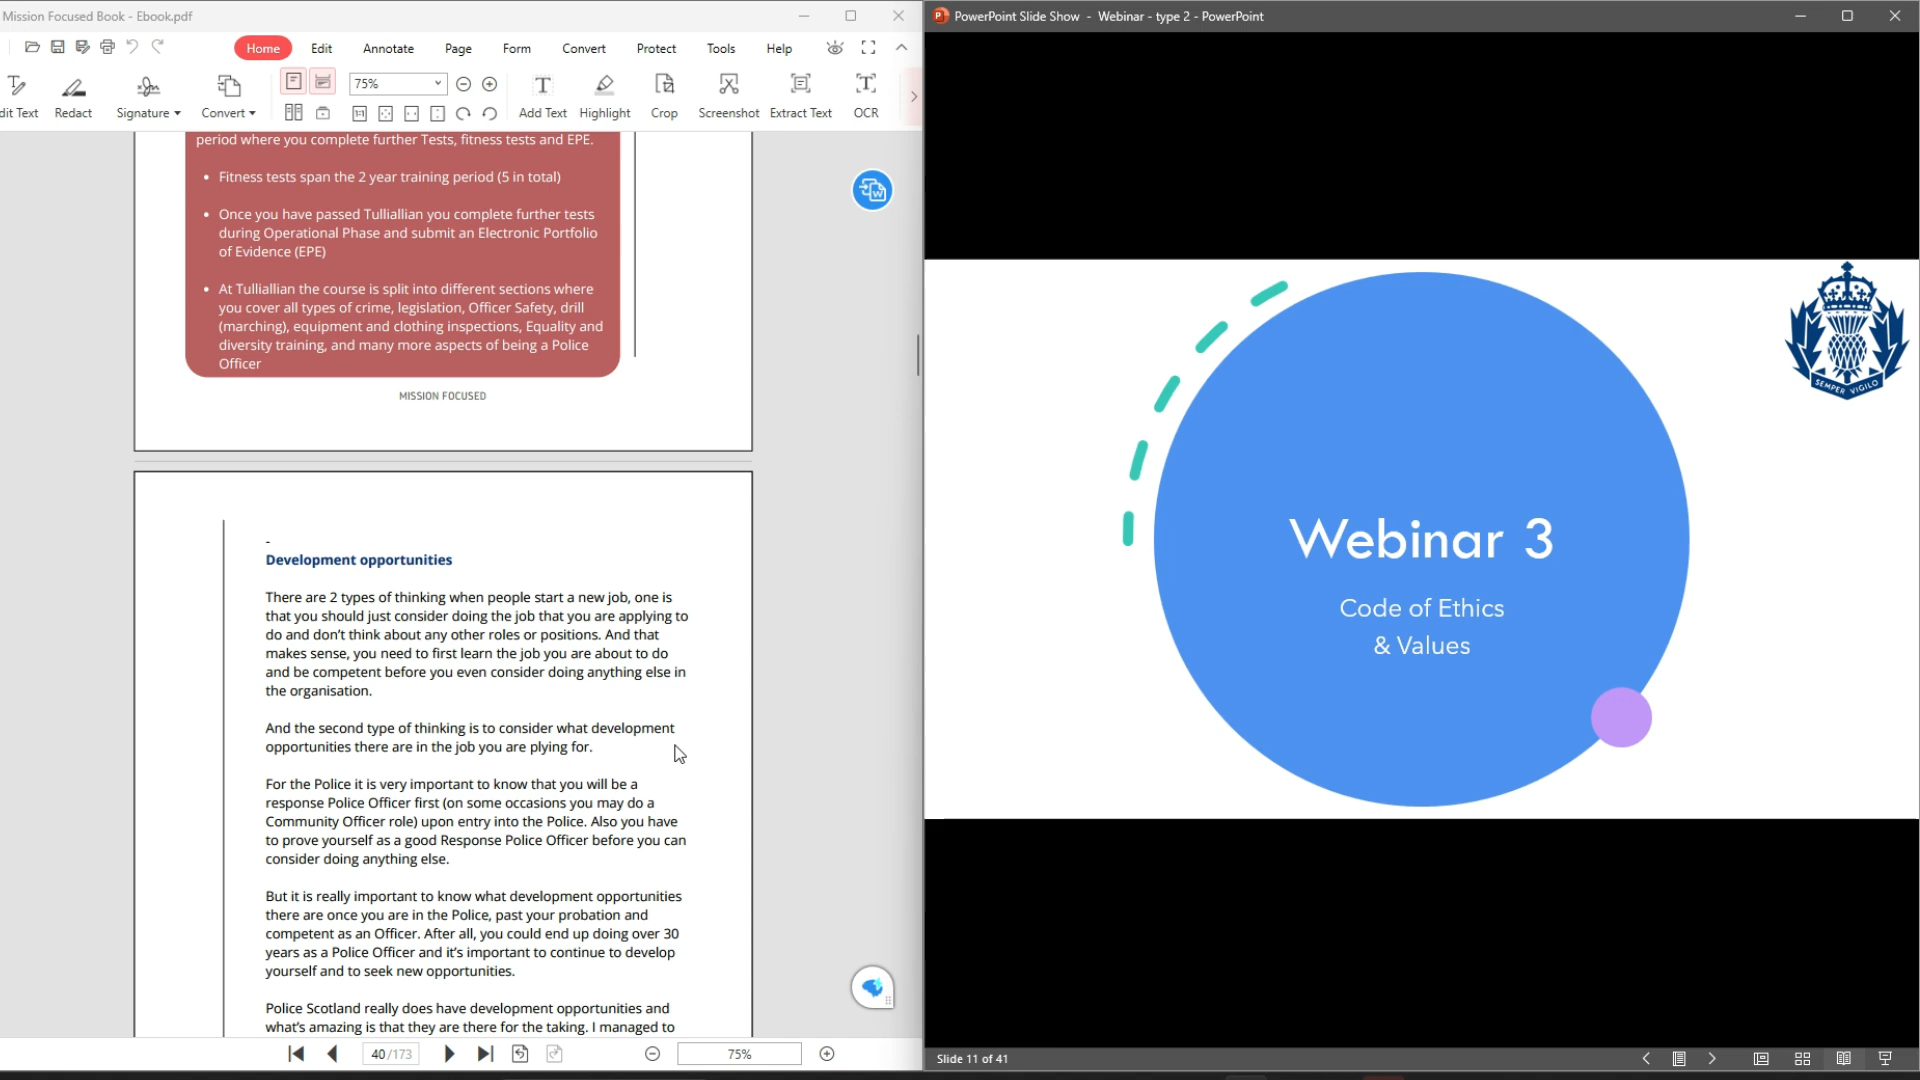 Mission Focused Book - Ebook.pdf
Home Edit Annotate Page Form Convert Protect Tools Help
dit Text Redact Signature Convert 75% Add Text Highlight Crop Screenshot Extract Text OCR
period where you complete further Tests, fitness tests and EPE.
• Fitness tests span the 2 year training period (5 in total)
• Once you have passed Tulliallian you complete further tests
during Operational Phase and submit an Electronic Portfolio
of Evidence (EPE)
• At Tulliallian the course is split into different sections where
you cover all types of crime, legislation, Officer Safety, drill
(marching), equipment and clothing inspections, Equality and
diversity training, and many more aspects of being a Police
Officer
MISSION FOCUSED
-
Development opportunities
There are 2 types of thinking when people start a new job, one is
that you should just consider doing the job that you are applying to
do and don't think about any other roles or positions. And that
makes sense, you need to first learn the job you are about to do
and be competent before you even consider doing anything else in
the organisation.
And the second type of thinking is to consider what development
opportunities there are in the job you are plying for.
For the Police it is very important to know that you will be a
response Police Officer first (on some occasions you may do a
Community Officer role) upon entry into the Police. Also you have
to prove yourself as a good Response Police Officer before you can
consider doing anything else.
But it is really important to know what development opportunities
there are once you are in the Police, past your probation and
competent as an Officer. After all, you could end up doing over 30
years as a Police Officer and it's important to continue to develop
yourself and to seek new opportunities.
Police Scotland really does have development opportunities and
what's amazing is that they are there for the taking. I managed to
40/173 75%
PowerPoint Slide Show - Webinar - type 2 - PowerPoint
SEMPER VIGILO
Webinar 3
Code of Ethics
& Values
Slide 11 of 41